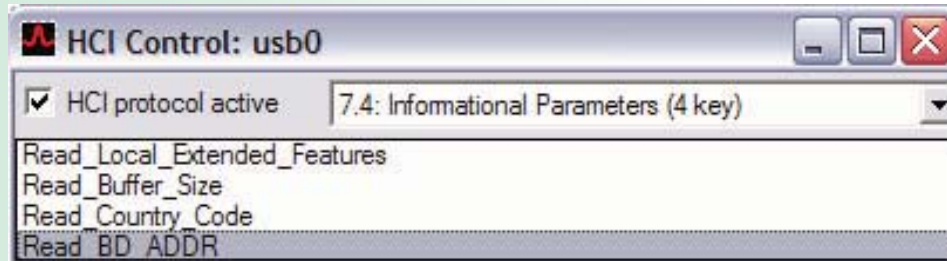 HCI Control: usb0
HCI protocol active 7.4: Informational Parameters (4 key)
Read_Local_Extended_Features
Read_Buffer_Size
Read_Country_Code
Read_BD_ADDR